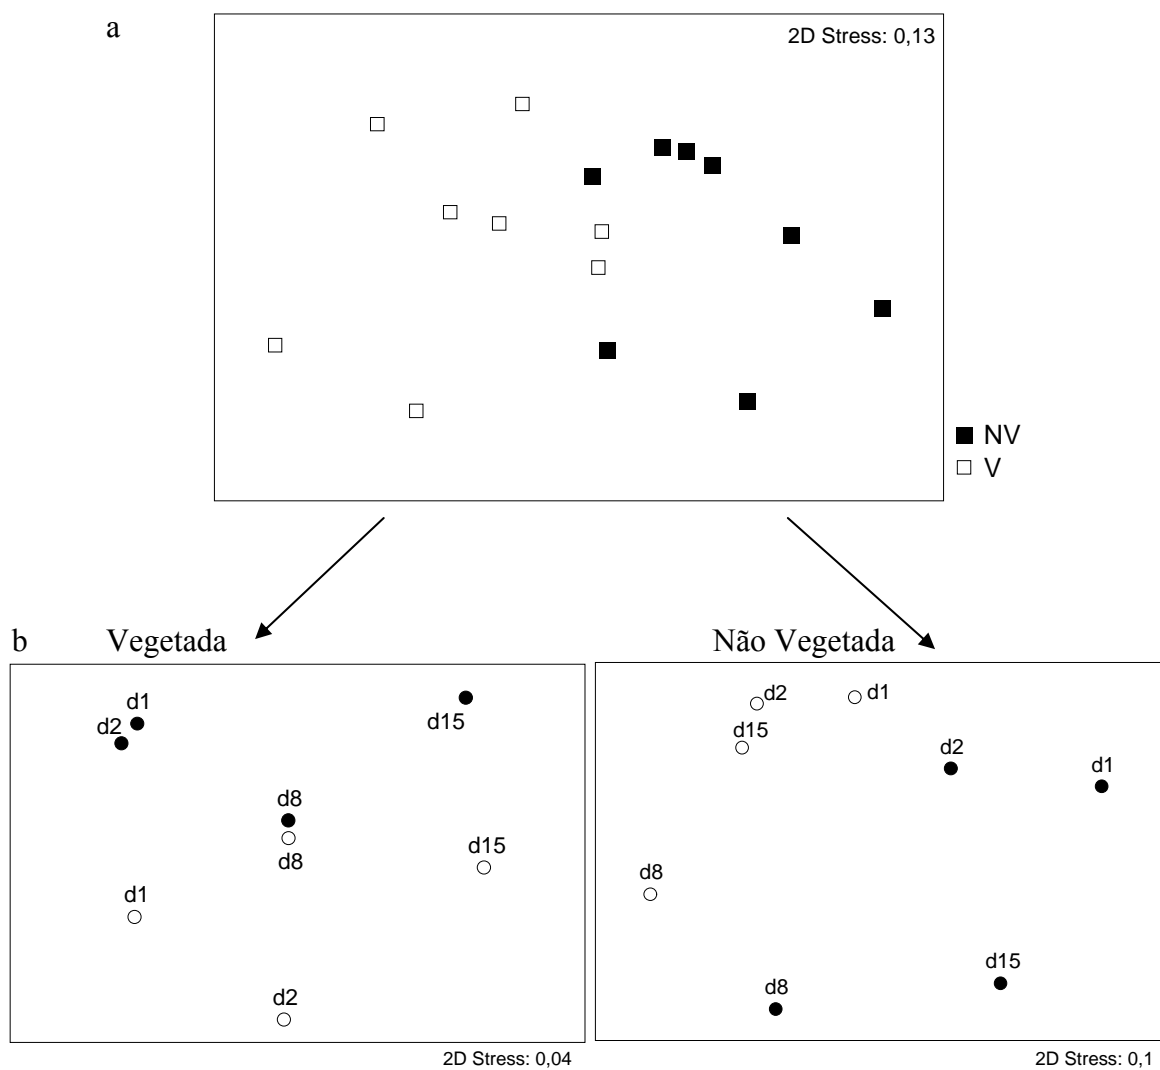 a
2D Stress: 0,13
NV
V
b
Vegetada
d1
d2
d15
d8
d8
d15
d1
d2
2D Stress: 0,04
Não Vegetada
d2
d1
d15
d2
d1
d8
d15
d8
2D Stress: 0,1